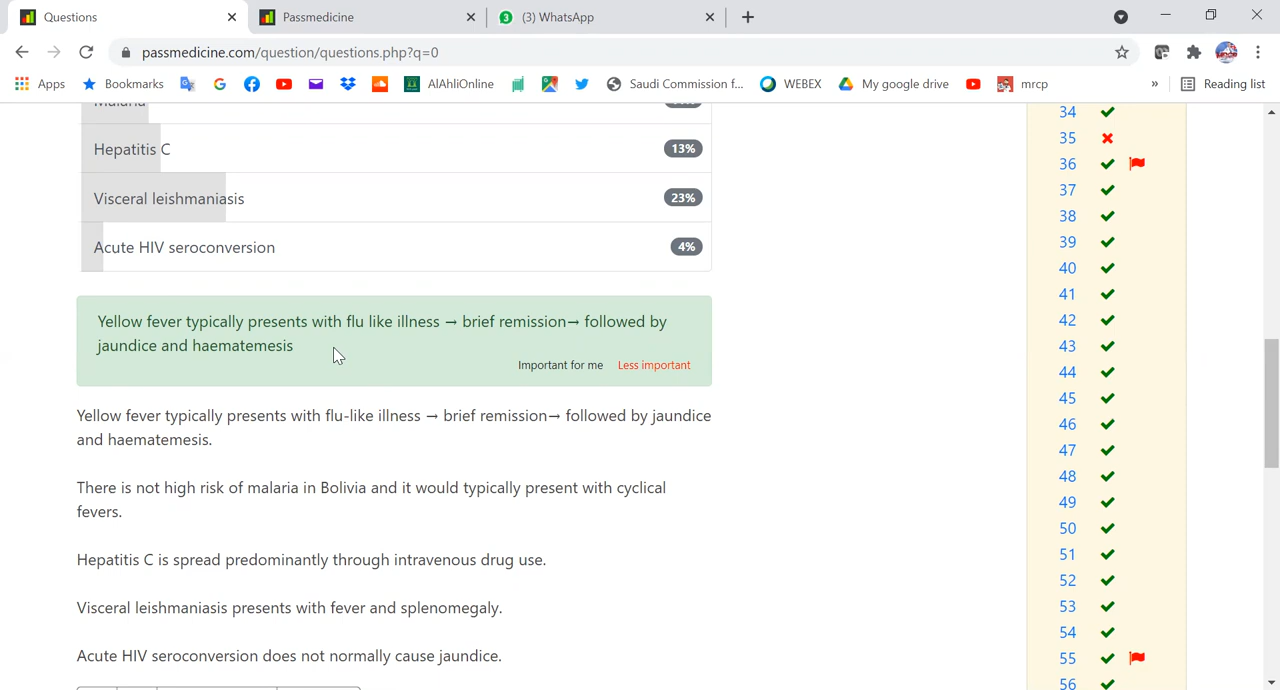 Questions
Passmedicine
3
(3) WhatsApp
passmedicine.com/question/questions.php?q=0
Apps
Bookmarks
AlAhliOnline
Saudi Commission f...
WEBEX
My google drive
mrcp
»
Reading list
Malaria
Hepatitis C
13%
Visceral leishmaniasis
23%
Acute HIV seroconversion
4%
Yellow fever typically presents with flu like illness → brief remission→ followed by
jaundice and haematemesis
Important for me
Less important
Yellow fever typically presents with flu-like illness → brief remission→ followed by jaundice
and haematemesis.
There is not high risk of malaria in Bolivia and it would typically present with cyclical
fevers.
Hepatitis C is spread predominantly through intravenous drug use.
Visceral leishmaniasis presents with fever and splenomegaly.
Acute HIV seroconversion does not normally cause jaundice.
34
35
36
37
38
39
40
41
42
43
44
45
46
47
48
49
50
51
52
53
54
55
56